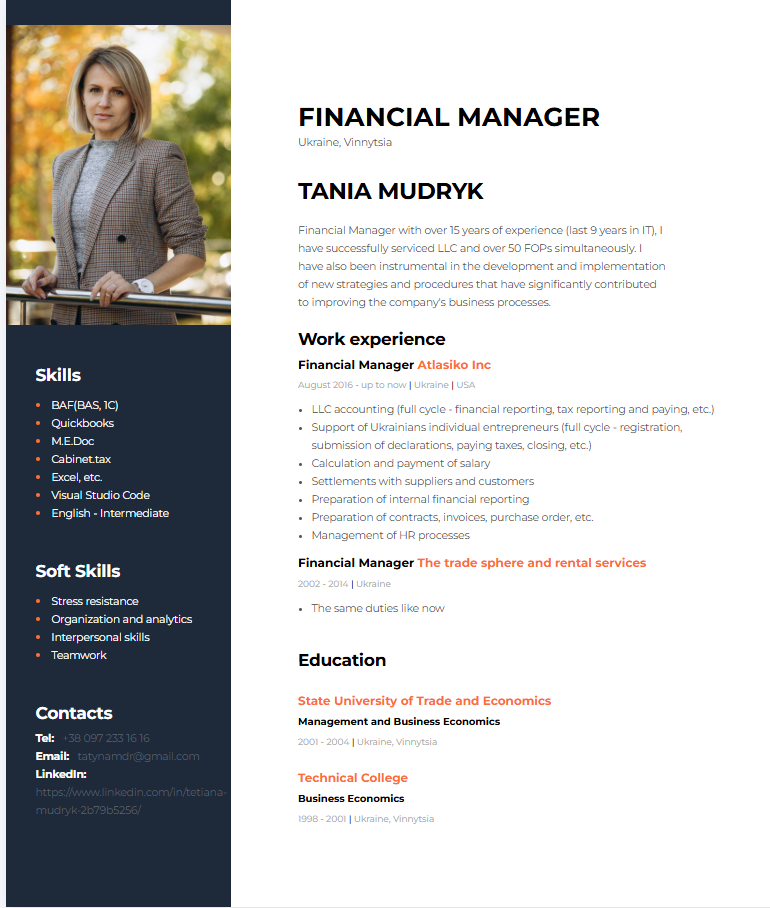 FINANCIAL MANAGER
Ukraine, Vinnytsia
TANIA MUDRYK
Financial Manager with over 15 years of experience (last 9 years in IT), I
have successfully serviced LLC and over 50 FOPs simultaneously. I
have also been instrumental in the development and implementation
of new strategies and procedures that have significantly contributed
to improving the company's business processes.
Work experience
Financial Manager Atlasiko Inc
August 2016 - up to now | Ukraine | USA
• LLC accounting (full cycle - financial reporting, tax reporting and paying, etc.)
• Support of Ukrainians individual entrepreneurs (full cycle - registration,
submission of declarations, paying taxes, closing, etc.)
• Calculation and payment of salary
• Settlements with suppliers and customers
• Preparation of internal financial reporting
• Preparation of contracts, invoices, purchase order, etc.
• Management of HR processes
Financial Manager The trade sphere and rental services
2002 - 2014 | Ukraine
• The same duties like now
Education
State University of Trade and Economics
Management and Business Economics
2001 - 2004 | Ukraine, Vinnytsia
Technical College
Business Economics
1998 - 2001 | Ukraine, Vinnytsia
Skills
• BAF(BAS, 1C)
• Quickbooks
• M.E.Doc
• Cabinet.tax
• Excel, etc.
• Visual Studio Code
• English - Intermediate
Soft Skills
• Stress resistance
• Organization and analytics
• Interpersonal skills
• Teamwork
Contacts
Tel: +38 097 233 16 16
Email: tatynamdr@gmail.com
LinkedIn:
https://www.linkedin.com/in/tetiana-
mudryk-2b79b5256/